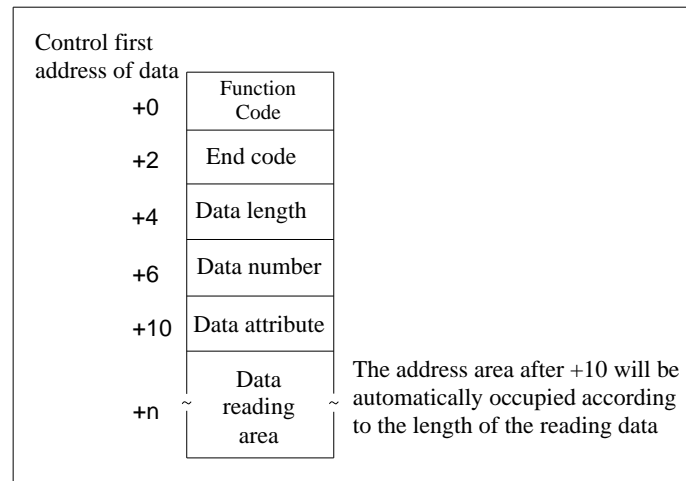 Control first
address of data
Function
Code
+0
End code
+2
Data length
+4
Data number
+6
Data attribute
+10
Data
reading
area
+n
~
~
The address area after +10 will be
automatically occupied according
to the length of the reading data